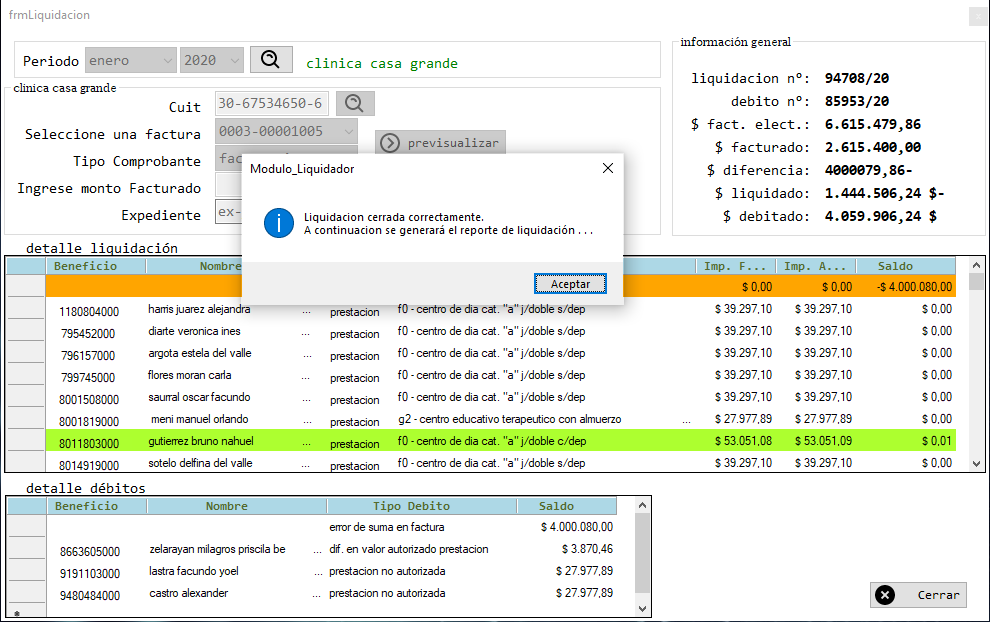 frmLiquidacion
Periodo enero 2020 clinica casa grande
clinica casa grande
Cuit 30-67534650-6
Seleccione una factura 0003-00001005
previsualizar
Tipo Comprobante
Ingrese monto Facturado
Expediente ex-
información general
liquidacion nº: 94708/20
debito nº: 85953/20
$ fact. elect.: 6.615.479,86
$ facturado: 2.615.400,00
$ diferencia: 4000079,86-
$ liquidado: 1.444.506,24 $-
$ debitado: 4.059.906,24 $
Modulo_Liquidador
Liquidacion cerrada correctamente.
A continuacion se generará el reporte de liquidación . . .
Aceptar
detalle liquidación
Beneficio Nombre Imp. F... Imp. A... Saldo
$ 0,00 $ 0,00 -$ 4.000.080,00
1180804000 harris juarez alejandra ... prestacion f0 - centro de dia cat. "a" j/doble s/dep $ 39.297,10 $ 39.297,10 $ 0,00
795452000 diarte veronica ines ... prestacion f0 - centro de dia cat. "a" j/doble s/dep $ 39.297,10 $ 39.297,10 $ 0,00
796157000 argota estela del valle ... prestacion f0 - centro de dia cat. "a" j/doble s/dep $ 39.297,10 $ 39.297,10 $ 0,00
799745000 flores moran carla ... prestacion f0 - centro de dia cat. "a" j/doble s/dep $ 39.297,10 $ 39.297,10 $ 0,00
8001508000 saurral oscar facundo ... prestacion f0 - centro de dia cat. "a" j/doble s/dep $ 39.297,10 $ 39.297,10 $ 0,00
8001819000 meni manuel orlando ... prestacion g2 - centro educativo terapeutico con almuerzo ... $ 27.977,89 $ 27.977,89 $ 0,00
8011803000 gutierrez bruno nahuel ... prestacion f0 - centro de dia cat. "a" j/doble c/dep $ 53.051,08 $ 53.051,09 $ 0,01
8014919000 sotelo delfina del valle ... prestacion f0 - centro de dia cat. "a" j/doble s/dep $ 39.297,10 $ 39.297,10 $ 0,00
detalle débitos
Beneficio Nombre Tipo Debito Saldo
error de suma en factura $ 4.000.080,00
8663605000 zelarayan milagros priscila be ... dif. en valor autorizado prestacion $ 3.870,46
9191103000 lastra facundo yoel ... prestacion no autorizada $ 27.977,89
9480484000 castro alexander ... prestacion no autorizada $ 27.977,89
*
Cerrar